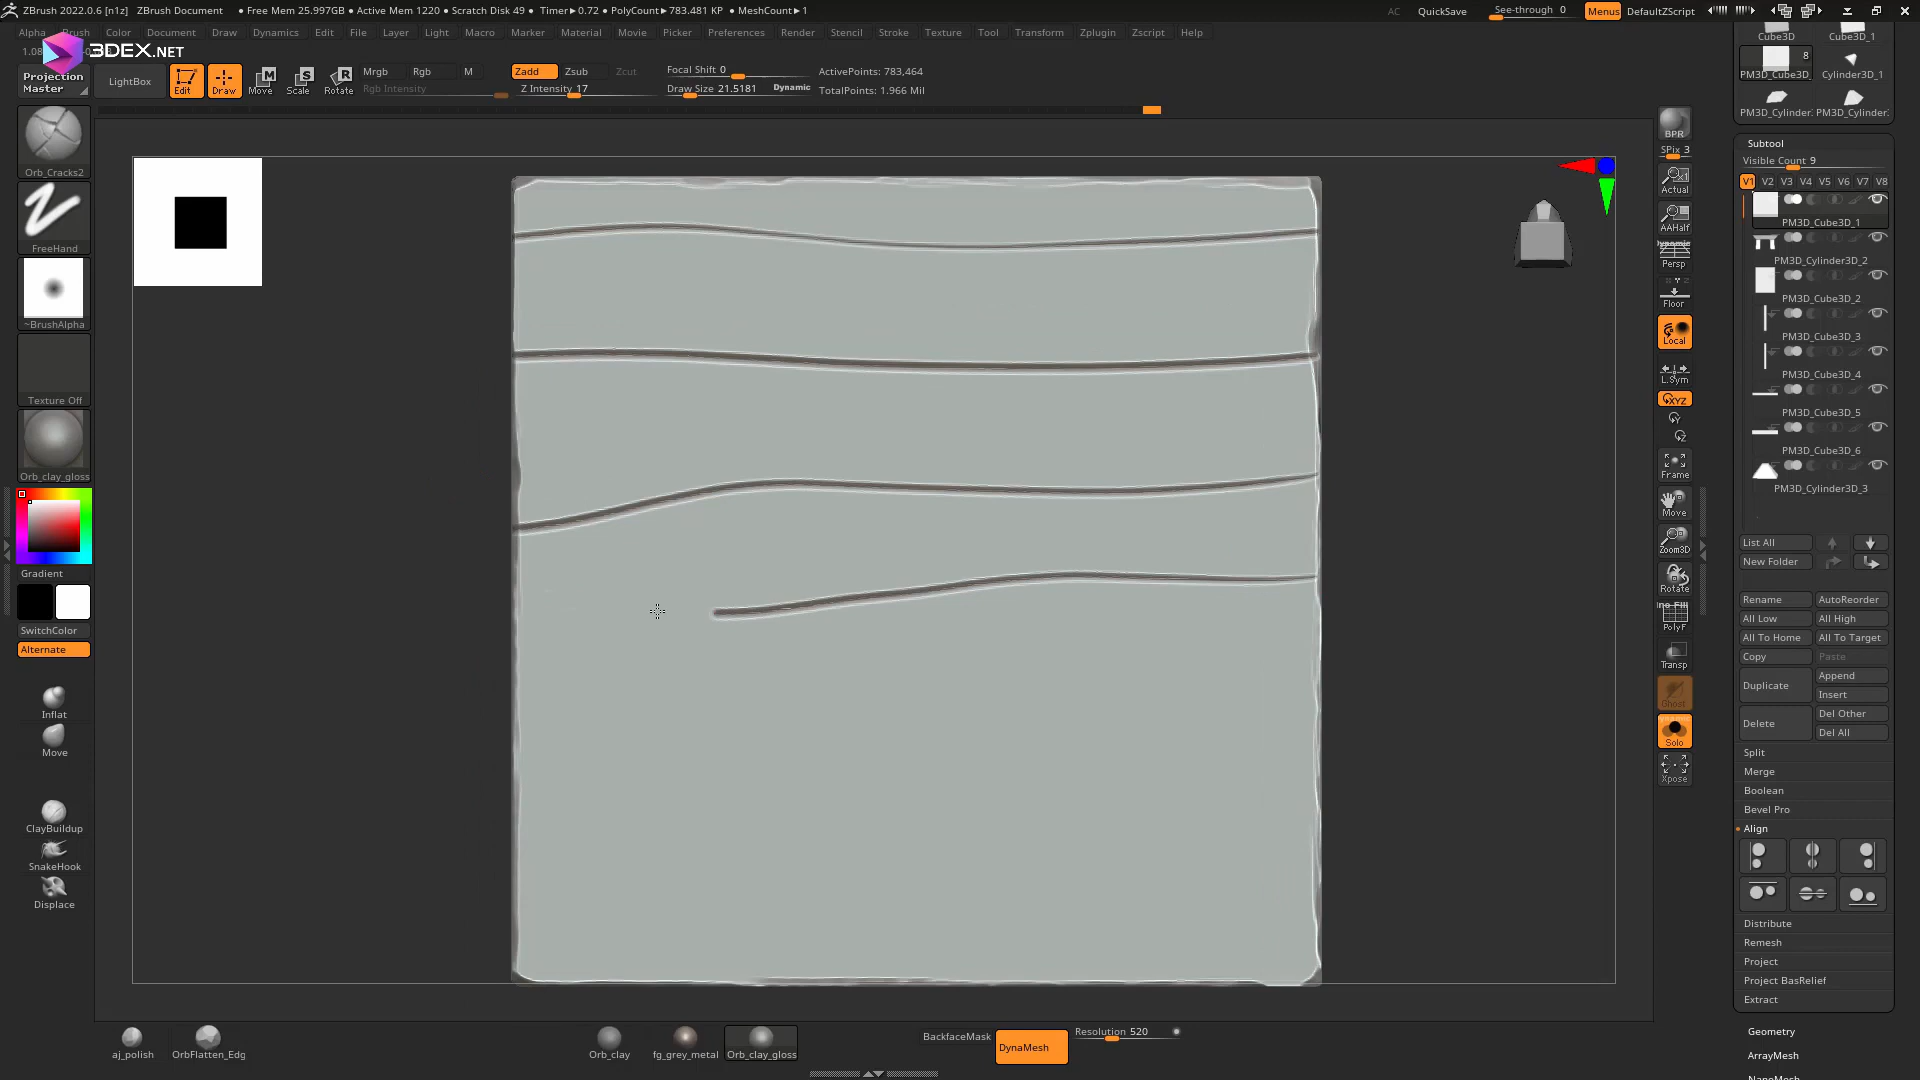 ZBrush 2022.0.6 [n1z] ZBrush Document • Free Mem 25.997GB • Active Mem 1220 • Scratch Disk 49 • Timer▸0.72 • PolyCount▸783.481 KP • MeshCount▸1 AC QuickSave See-through 0 Menus DefaultZScript
Alpha Brush Color Document Draw Dynamics Edit File Layer Light Macro Marker Material Movie Picker Preferences Render Stencil Stroke Texture Tool Transform Zplugin Zscript Help
3DEX.NET
Projection Master
LightBox
Edit
Draw
Move
Scale
Rotate
Mrgb Rgb M
Rgb Intensity
Zadd Zsub Zcut
Z Intensity 17
Focal Shift 0
Draw Size 21.5181 Dynamic
ActivePoints: 783,464
TotalPoints: 1.966 Mil
Orb_Cracks2
FreeHand
~BrushAlpha
Texture Off
Orb_clay_gloss
Gradient
SwitchColor
Alternate
Inflat
Move
ClayBuildup
SnakeHook
Displace
aj_polish
OrbFlatten_Edg
Orb_clay
fg_grey_metal
Orb_clay_gloss
BackfaceMask
DynaMesh
Resolution 520
BPR
SPix 3
Actual
AAHalf
Dynamic
Persp
Floor
Local
L.Sym
XYZ
Y
Z
Frame
Move
Zoom3D
Rotate
PolyF
Transp
Ghost
Solo
Xpose
Cube3D Cube3D_1
8
PM3D_Cube3D_ Cylinder3D_1
PM3D_Cylinder. PM3D_Cylinder.
Subtool
Visible Count 9
V1 V2 V3 V4 V5 V6 V7 V8
PM3D_Cube3D_1
PM3D_Cylinder3D_2
PM3D_Cube3D_2
PM3D_Cube3D_3
PM3D_Cube3D_4
PM3D_Cube3D_5
PM3D_Cube3D_6
PM3D_Cylinder3D_3
List All
New Folder
Rename AutoReorder
All Low All High
All To Home All To Target
Copy Paste
Duplicate Append
Insert
Delete Del Other
Del All
Split
Merge
Boolean
Bevel Pro
Align
Distribute
Remesh
Project
Project BasRelief
Extract
Geometry
ArrayMesh